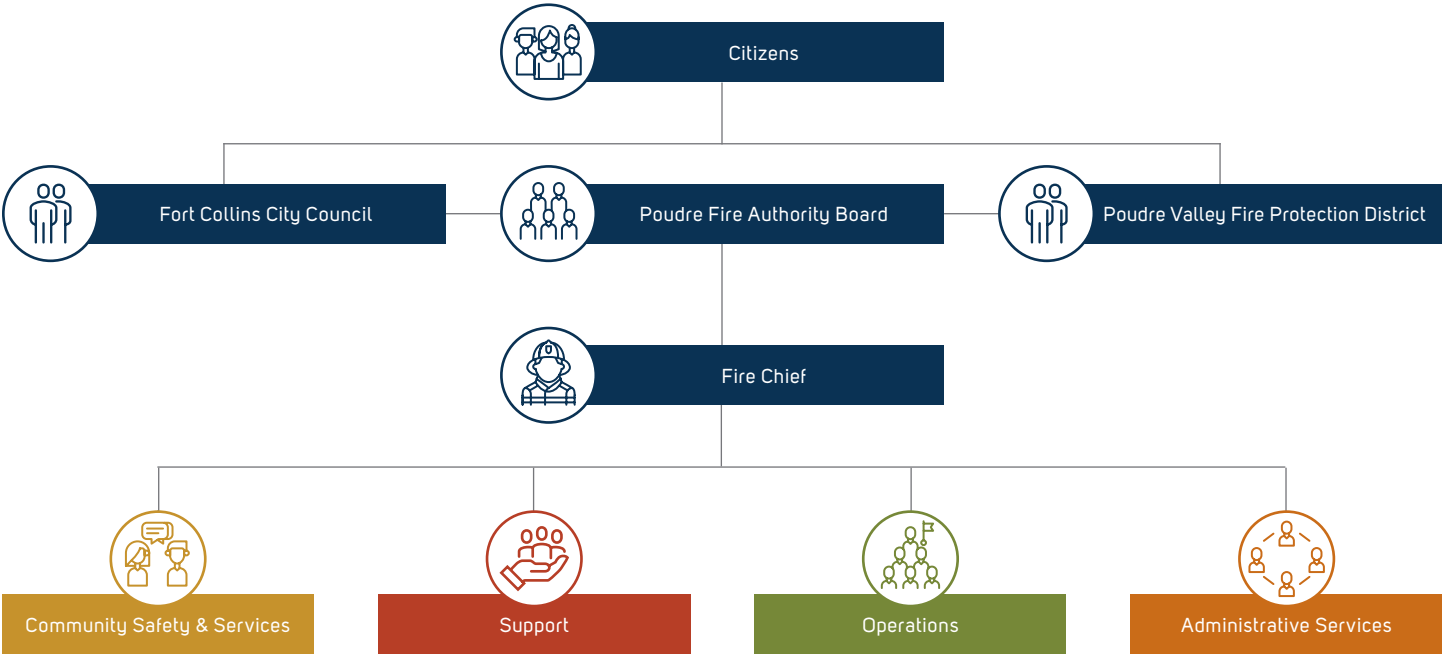 Citizens
Fort Collins City Council
Poudre Fire Authority Board
Poudre Valley Fire Protection District
Fire Chief
Community Safety & Services
Support
Operations
Administrative Services